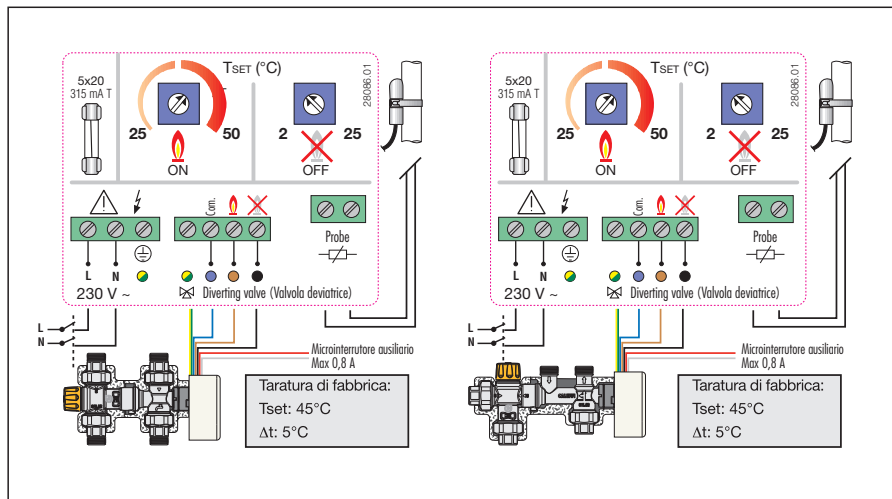 TSET (°C)
5x20
315 mA T
28086.01
25
50
ON
2
25
OFF
Com.
Probe
L
N
230 V ~
Diverting valve (Valvola deviatrice)
L
N
Microinterrutore ausiliario
Max 0,8 A
Taratura di fabbrica:
Tset: 45°C
Δt: 5°C
TSET (°C)
5x20
315 mA T
28086.01
25
50
ON
2
25
OFF
Com.
Probe
L
N
230 V ~
Diverting valve (Valvola deviatrice)
L
N
Microinterrutore ausiliario
Max 0,8 A
Taratura di fabbrica:
Tset: 45°C
Δt: 5°C